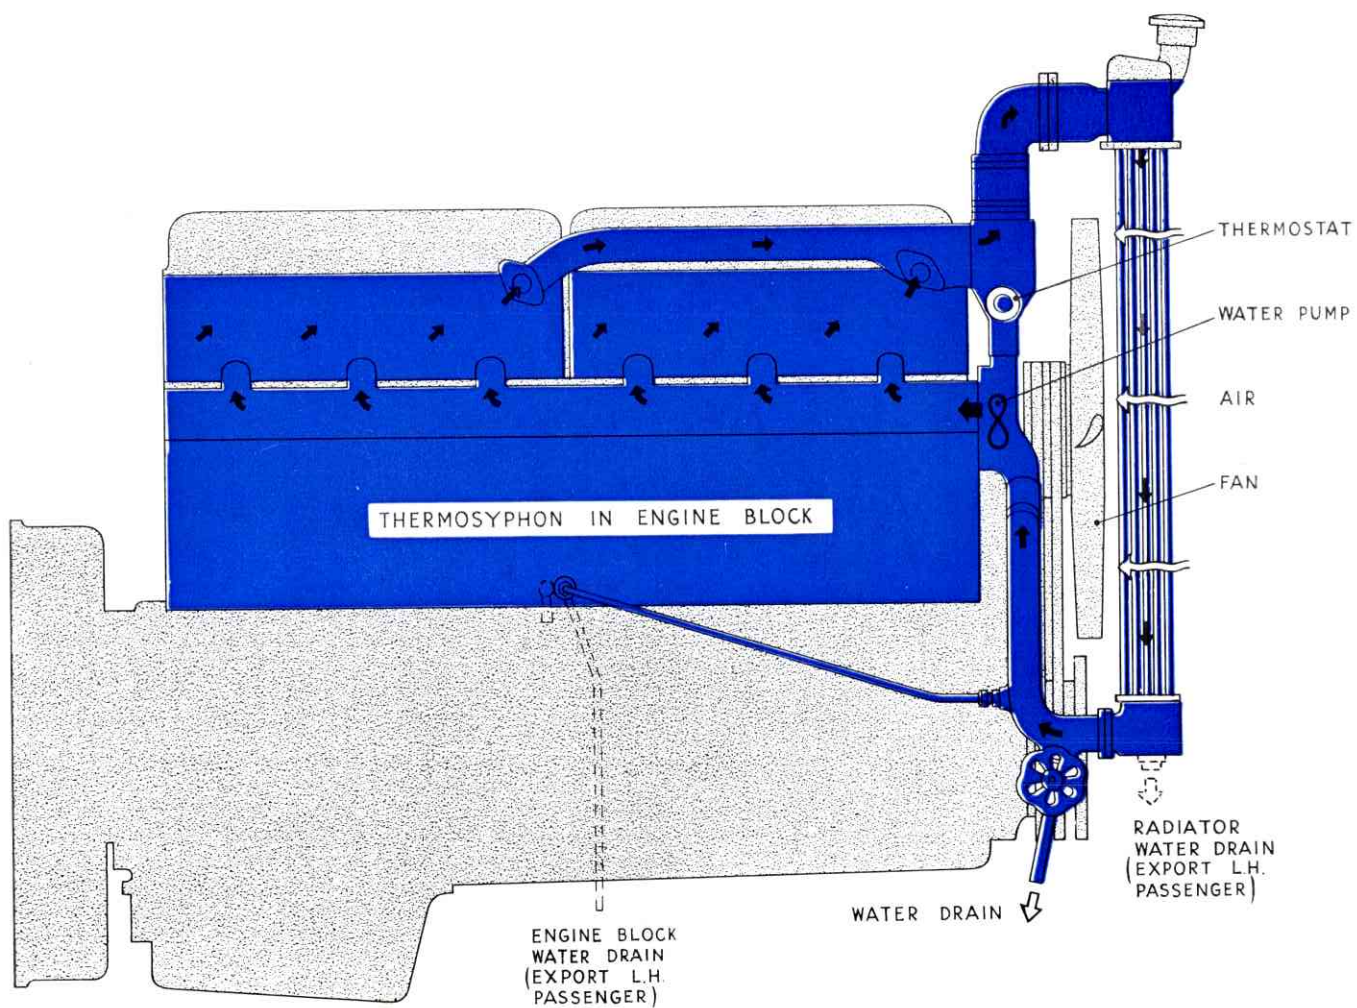 THERMOSTAT
WATER PUMP
AIR
FAN
THERMOSYPHON IN ENGINE BLOCK
RADIATOR
WATER DRAIN
(EXPORT L.H.
PASSENGER)
WATER DRAIN
ENGINE BLOCK
WATER DRAIN
(EXPORT L.H.
PASSENGER)